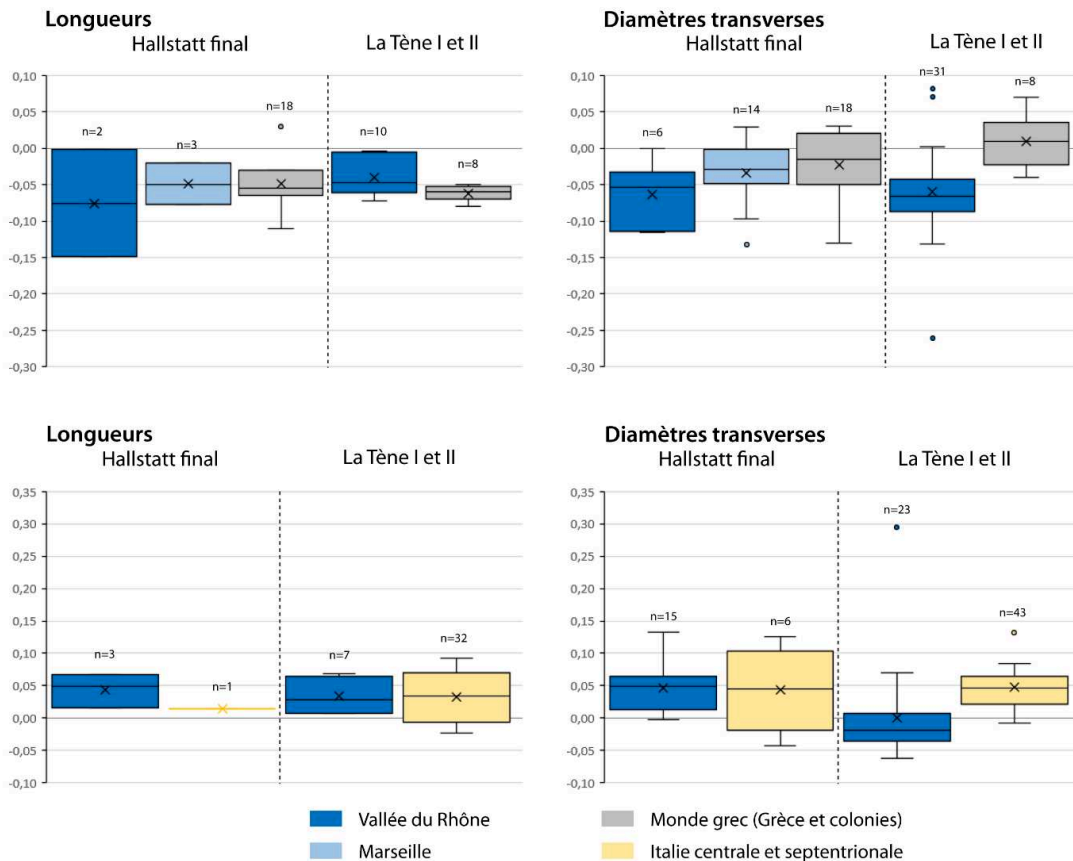 Longueurs
Hallstatt final
La Tène I et II
0,10
0,05
0,00
-0,05
-0,10
-0,15
-0,20
-0,25
-0,30
n=2
n=3
n=18
n=10
n=8
Diamètres transverses
Hallstatt final
La Tène I et II
0,10
0,05
0,00
-0,05
-0,10
-0,15
-0,20
-0,25
-0,30
n=6
n=14
n=18
n=31
n=8
Longueurs
Hallstatt final
La Tène I et II
0,35
0,30
0,25
0,20
0,15
0,10
0,05
0,00
-0,05
-0,10
n=3
n=1
n=7
n=32
Diamètres transverses
Hallstatt final
La Tène I et II
0,35
0,30
0,25
0,20
0,15
0,10
0,05
0,00
-0,05
-0,10
n=15
n=6
n=23
n=43
Vallée du Rhône
Marseille
Monde grec (Grèce et colonies)
Italie centrale et septentrionale